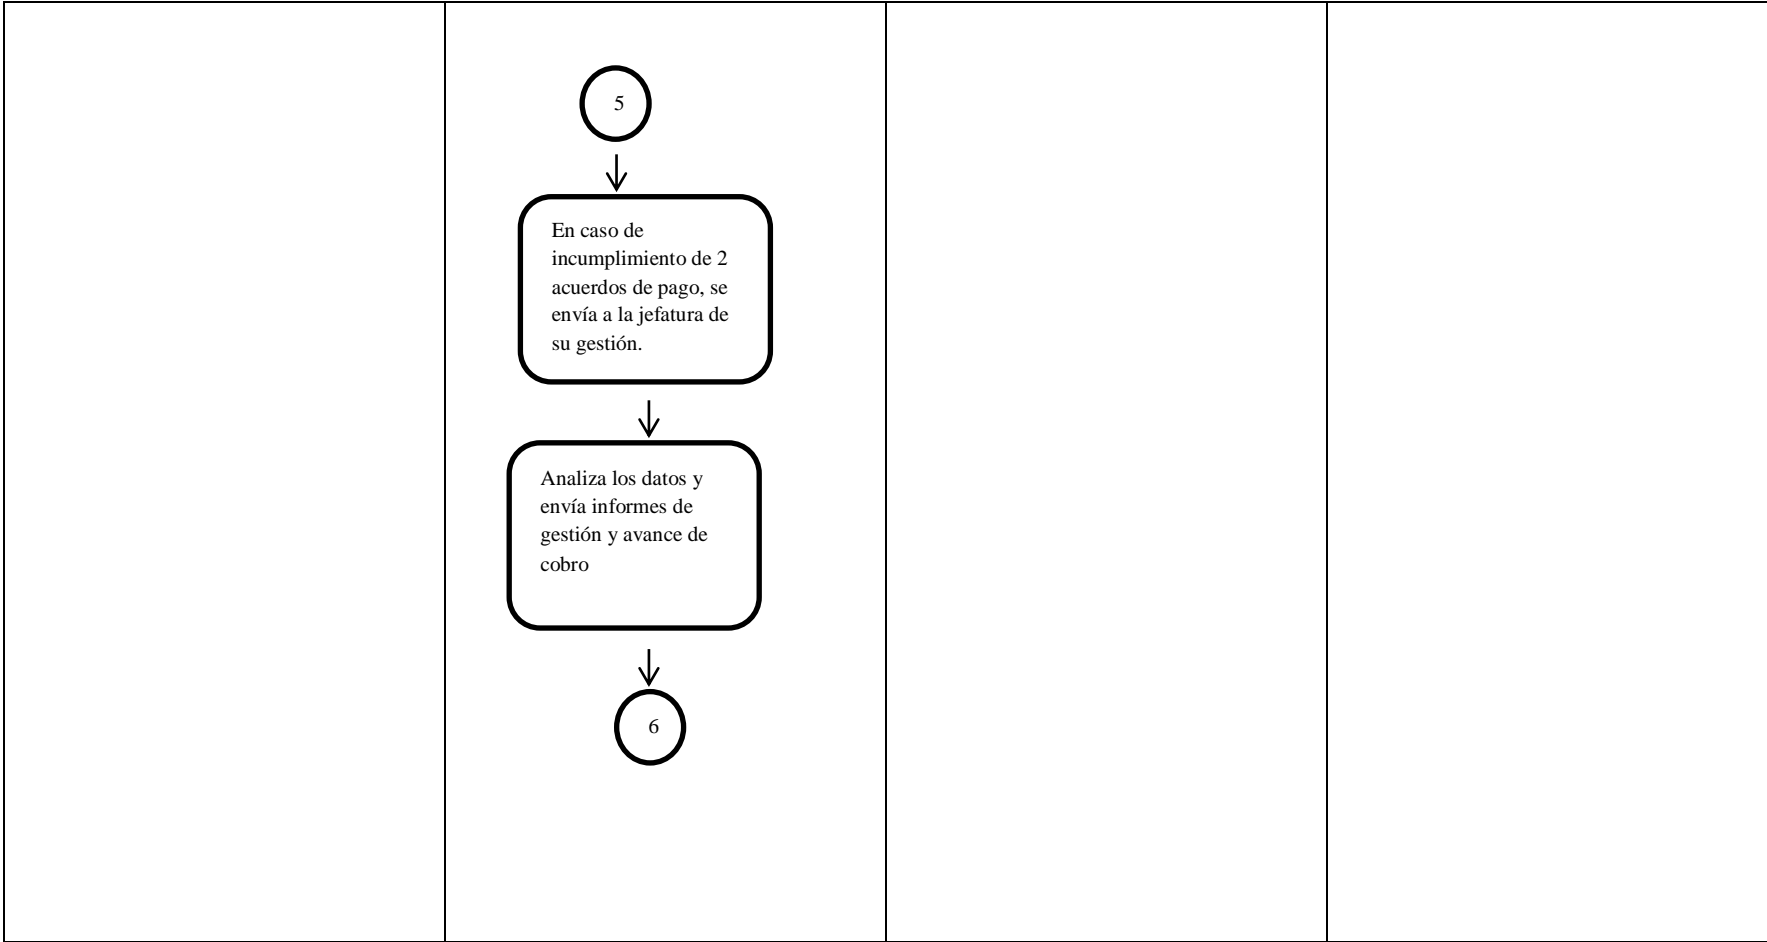 5
En caso de
incumplimiento de 2
acuerdos de pago, se
envía a la jefatura de
su gestión.
Analiza los datos y
envía informes de
gestión y avance de
cobro
6